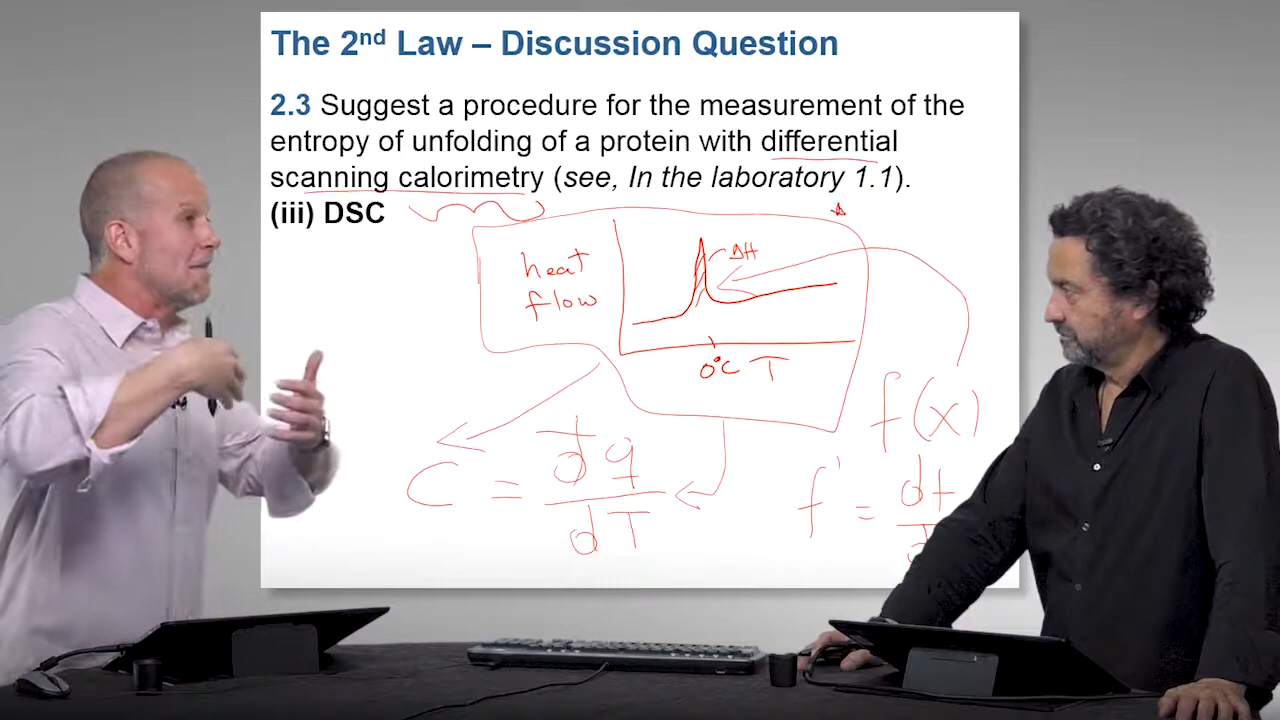 The 2nd Law – Discussion Question
2.3 Suggest a procedure for the measurement of the
entropy of unfolding of a protein with differential
scanning calorimetry (see, In the laboratory 1.1).
(iii) DSC
heat
flow
ΔH
0°C T
C = đq
dT
f(x)
f' = df